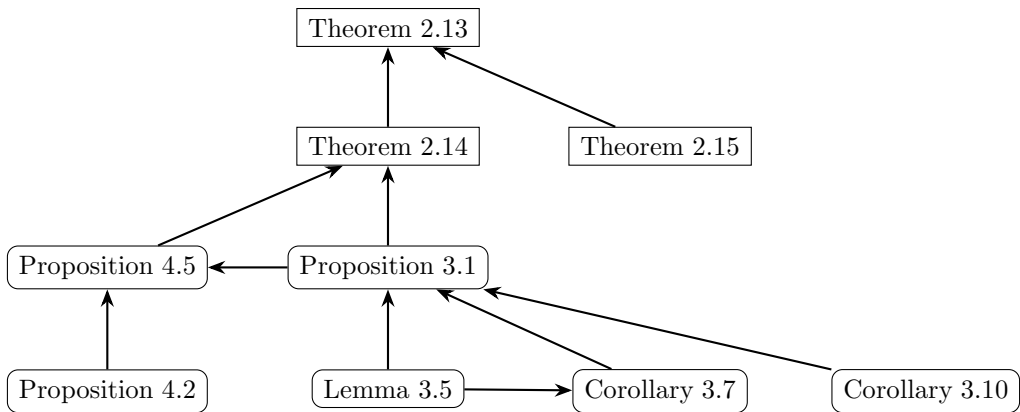 Theorem 2.13
Theorem 2.14
Theorem 2.15
Proposition 4.5
Proposition 3.1
Proposition 4.2
Lemma 3.5
Corollary 3.7
Corollary 3.10